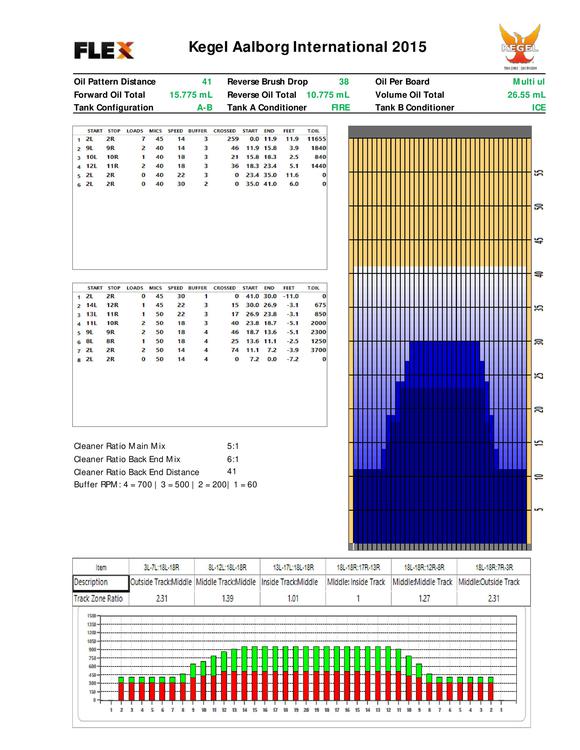 FLEX
Kegel Aalborg International 2015
KEGEL
Oil Pattern Distance 41 Reverse Brush Drop 38 Oil Per Board Multi ul
Forward Oil Total 15.775 mL Reverse Oil Total 10.775 mL Volume Oil Total 26.55 mL
Tank Configuration A-B Tank A Conditioner FIRE Tank B Conditioner ICE
START STOP LOADS MICS SPEED BUFFER CROSSED START END FEET T.OIL
1 2L 2R 7 45 14 3 259 0.0 11.9 11.9 11655
2 9L 9R 2 40 14 3 46 11.9 15.8 3.9 1840
3 10L 10R 1 40 18 3 21 15.8 18.3 2.5 840
4 12L 11R 2 40 18 3 36 18.3 23.4 5.1 1440
5 2L 2R 0 40 22 3 0 23.4 35.0 11.6 0
6 2L 2R 0 40 30 2 0 35.0 41.0 6.0 0
START STOP LOADS MICS SPEED BUFFER CROSSED START END FEET T.OIL
1 2L 2R 0 45 30 1 0 41.0 30.0 -11.0 0
2 14L 12R 1 45 22 3 15 30.0 26.9 -3.1 675
3 13L 11R 1 50 22 3 17 26.9 23.8 -3.1 850
4 11L 10R 2 50 18 3 40 23.8 18.7 -5.1 2000
5 9L 9R 2 50 18 4 46 18.7 13.6 -5.1 2300
6 8L 8R 1 50 18 4 25 13.6 11.1 -2.5 1250
7 2L 2R 2 50 14 4 74 11.1 7.2 -3.9 3700
8 2L 2R 0 50 14 4 0 7.2 0.0 -7.2 0
55
50
45
40
35
30
25
20
15
10
5
Cleaner Ratio Main Mix 5:1
Cleaner Ratio Back End Mix 6:1
Cleaner Ratio Back End Distance 41
Buffer RPM: 4 = 700 | 3 = 500 | 2 = 200| 1 = 60
Item 3L-7L:18L-18R 8L-12L:18L-18R 13L-17L:18L-18R 18L-18R:17R-13R 18L-18R:12R-8R 18L-18R:7R-3R
Description Outside Track:Middle Middle Track:Middle Inside Track:Middle Middle: Inside Track Middle:Middle Track Middle:Outside Track
Track Zone Ratio 2.31 1.39 1.01 1 1.27 2.31
1500
1350
1200
1050
900
750
600
450
300
150
0
1 2 3 4 5 6 7 8 9 10 11 12 13 14 15 16 17 18 19 20 19 18 17 16 15 14 13 12 11 10 9 8 7 6 5 4 3 2 1